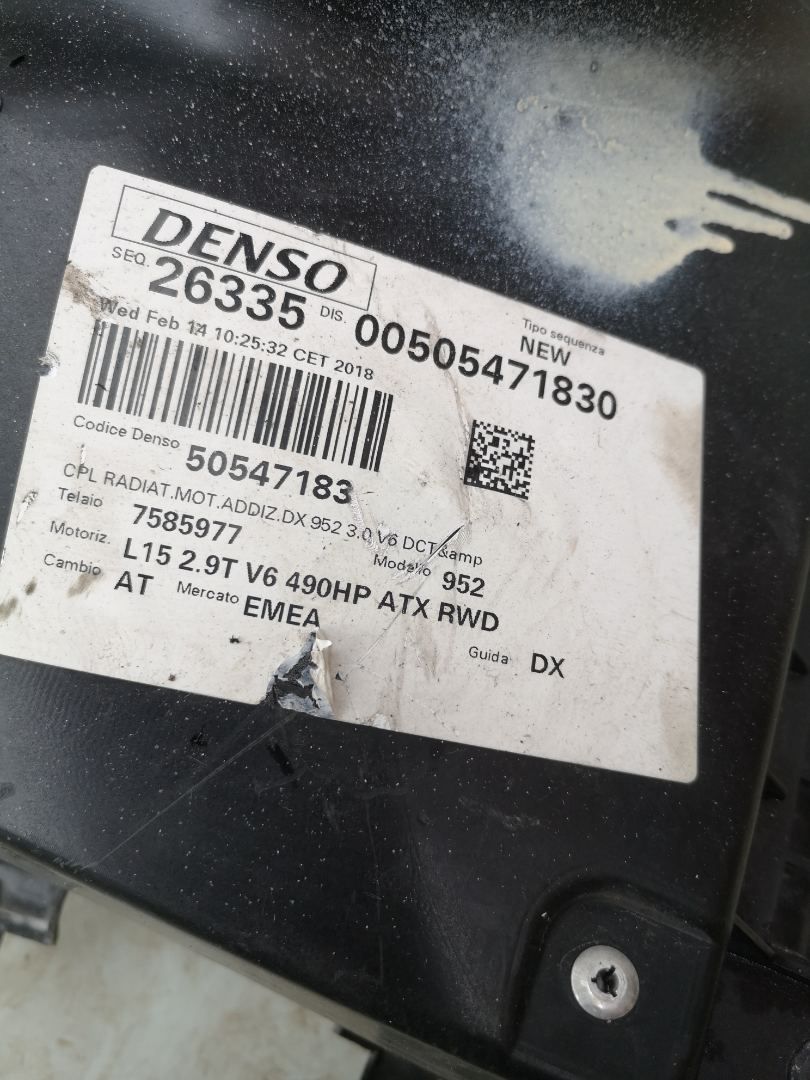 DENSO
SEQ. 26335 DIS. 00505471830
Tipo sequenza
NEW
Wed Feb 14 10:25:32 CET 2018
Codice Denso 50547183
CPL RADIAT.MOT.ADDIZ.DX 952 3.0 V6 DCT&amp
Telaio 7585977 Modello 952
Motoriz. L15 2.9T V6 490HP ATX RWD
Cambio AT Mercato EMEA Guida DX